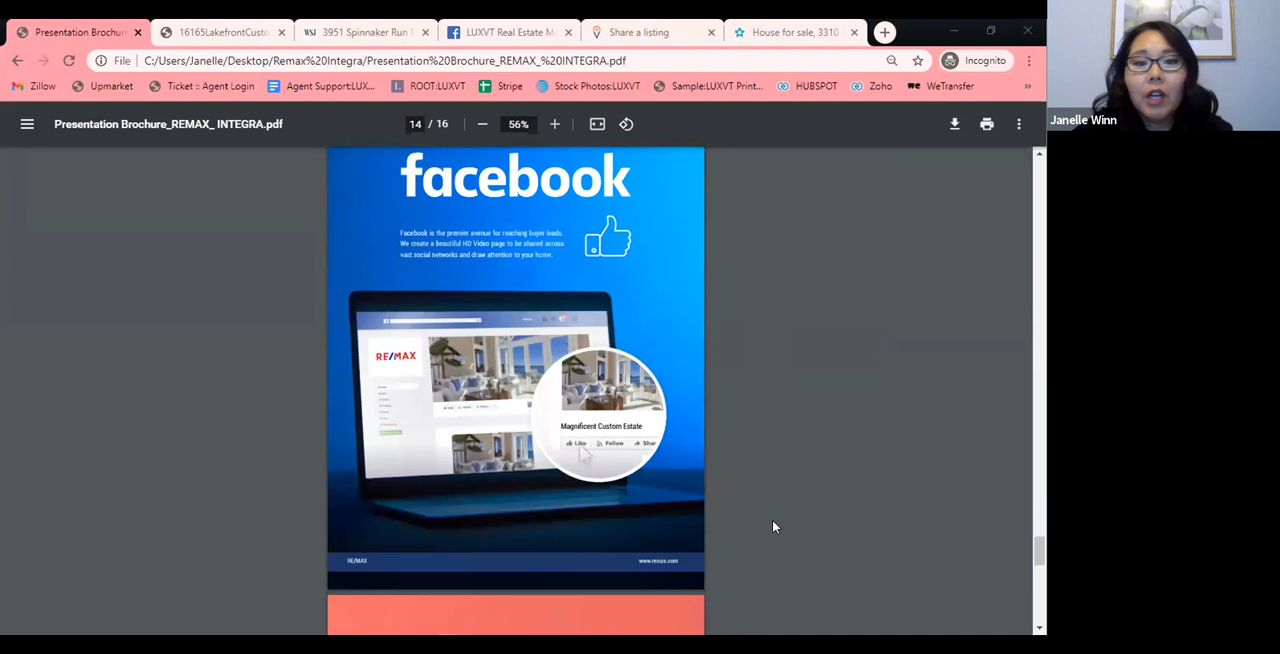 Presentation Brochur
16165LakefrontCusto
WSJ 3951 Spinnaker Run P
LUXVT Real Estate M
Share a listing
House for sale, 3310
File C:/Users/Janelle/Desktop/Remax%20Integra/Presentation%20Brochure_REMAX_%20INTEGRA.pdf
Incognito
Zillow Upmarket Ticket :: Agent Login Agent Support:LUX... ROOT:LUXVT Stripe Stock Photos:LUXVT Sample:LUXVT Print... HUBSPOT Zoho WeTransfer »
Presentation Brochure_REMAX_ INTEGRA.pdf
14 / 16
56%
Janelle Winn
facebook
Facebook is the premier avenue for reaching buyer leads.
We create a beautiful HD Video page to be shared across
vast social networks and draw attention to your home.
RE/MAX
Magnificent Custom Estate
Like Follow Shar
RE/MAX
www.remax.com